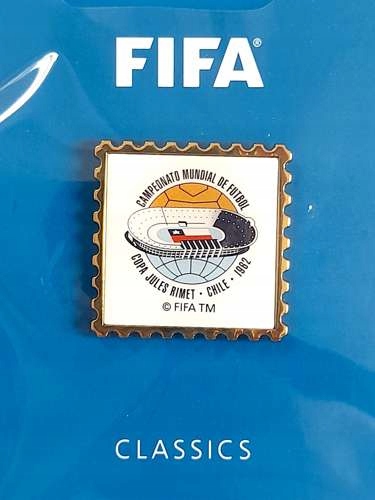 FIFA®
CAMPEONATO MUNDIAL DE FUTBOL
COPA JULES RIMET · CHILE · 1962
© FIFA TM
CLASSICS